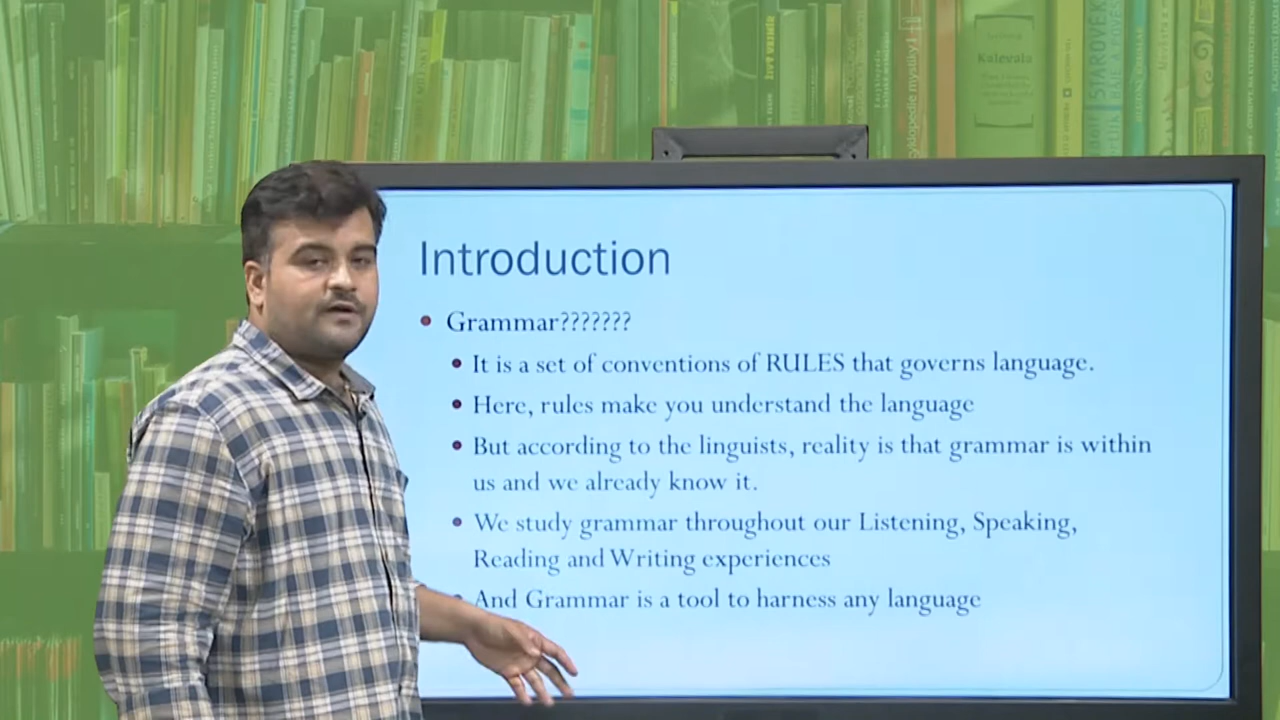 Kalevala
STAROVĚK
Introduction
Grammar???????
It is a set of conventions of RULES that governs language.
Here, rules make you understand the language
But according to the linguists, reality is that grammar is within
us and we already know it.
We study grammar throughout our Listening, Speaking,
Reading and Writing experiences
And Grammar is a tool to harness any language